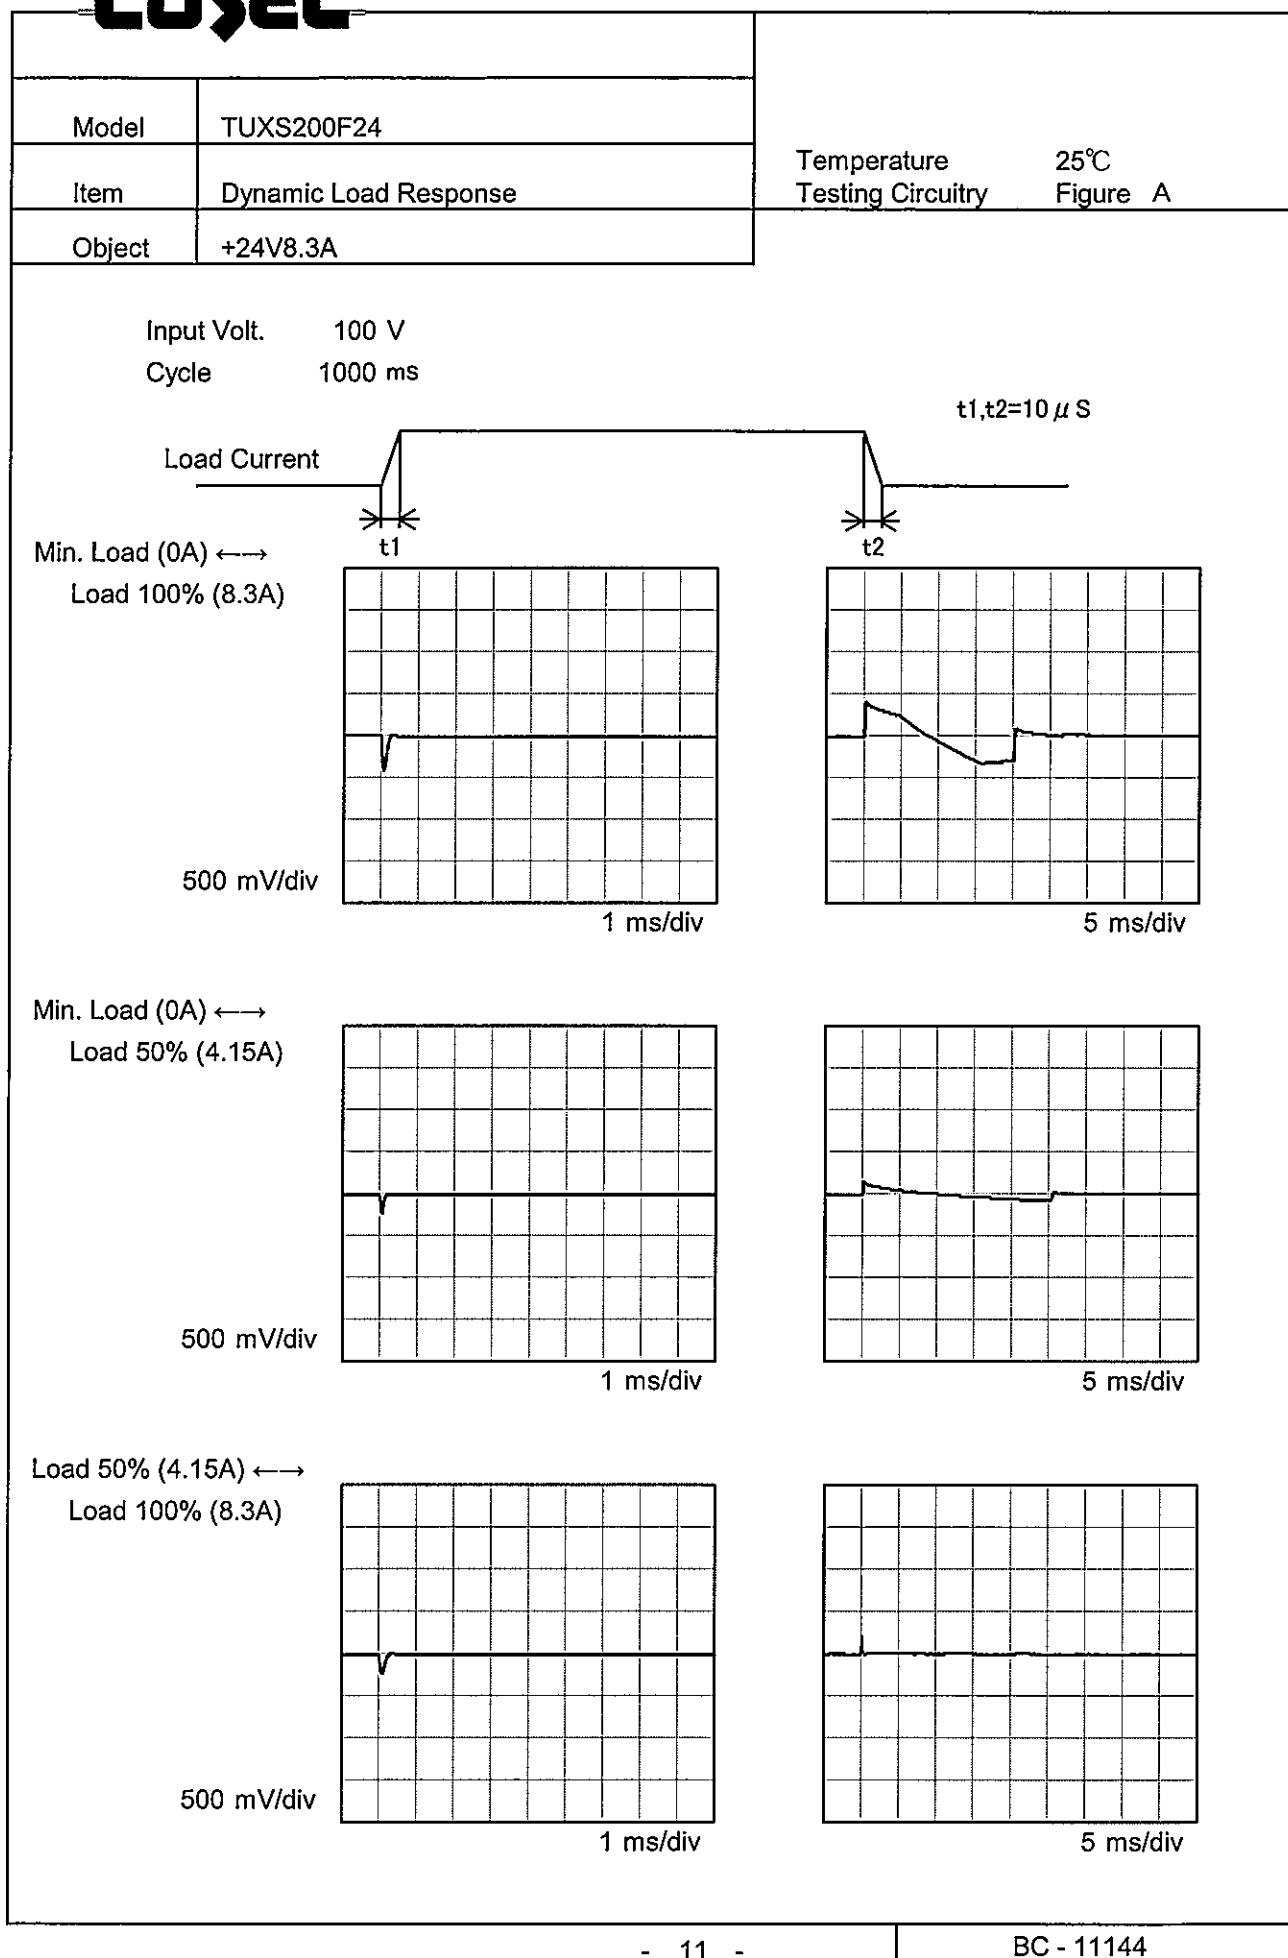 COSEL
Model TUXS200F24
Temperature 25℃
Item Dynamic Load Response
Testing Circuitry Figure A
Object +24V8.3A
Input Volt. 100 V
Cycle 1000 ms
t1,t2=10 μ S
Load Current
t1
t2
Min. Load (0A) ←→
Load 100% (8.3A)
500 mV/div
1 ms/div
5 ms/div
Min. Load (0A) ←→
Load 50% (4.15A)
500 mV/div
1 ms/div
5 ms/div
Load 50% (4.15A) ←→
Load 100% (8.3A)
500 mV/div
1 ms/div
5 ms/div
- 11 -
BC - 11144